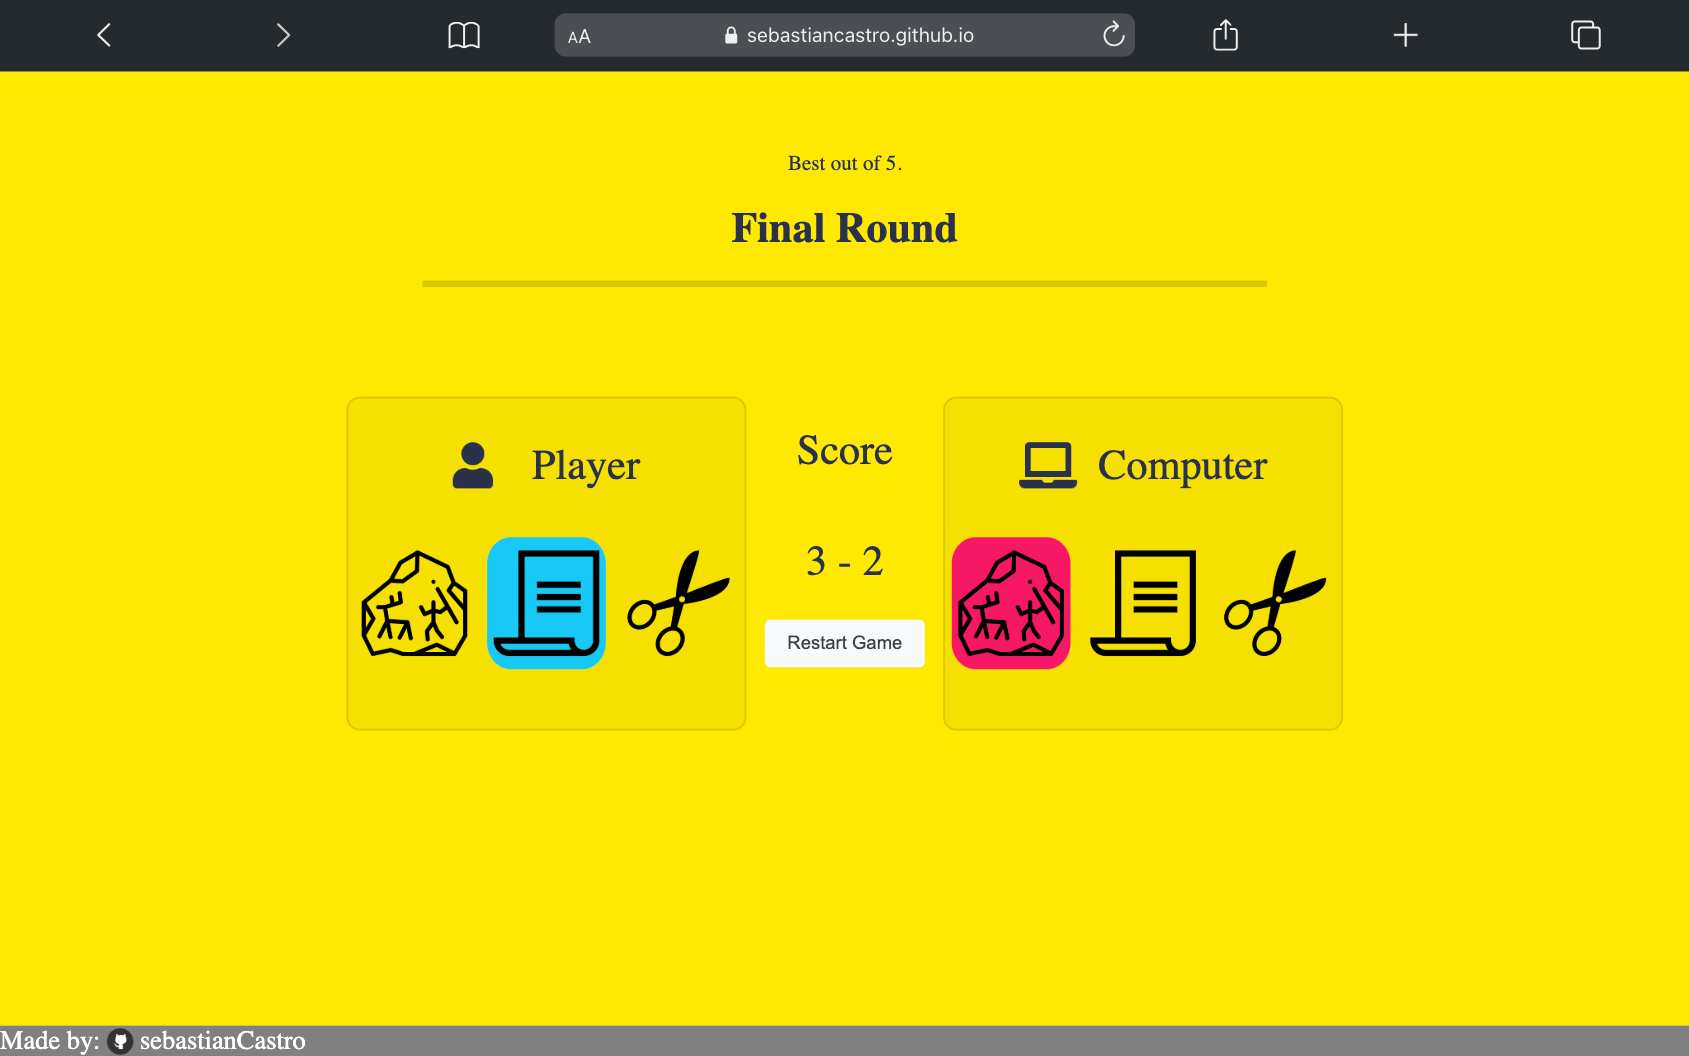 AA sebastiancastro.github.io
Best out of 5.
Final Round
Player
Score
Computer
3 - 2
Restart Game
Made by: sebastianCastro